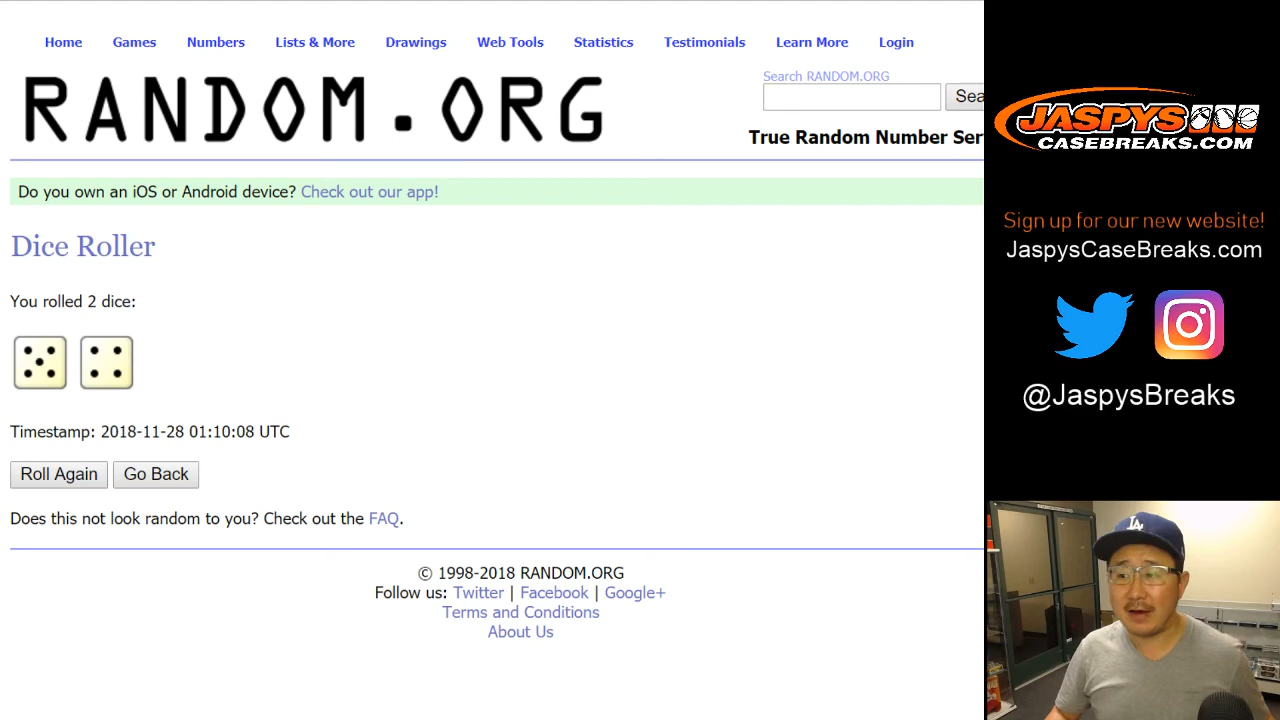 Home Games Numbers Lists & More Drawings Web Tools Statistics Testimonials Learn More Login
RANDOM.ORG
Search RANDOM.ORG
Sea
True Random Number Ser
Do you own an iOS or Android device? Check out our app!
Dice Roller
You rolled 2 dice:
Timestamp: 2018-11-28 01:10:08 UTC
Roll Again Go Back
Does this not look random to you? Check out the FAQ.
© 1998-2018 RANDOM.ORG
Follow us: Twitter | Facebook | Google+
Terms and Conditions
About Us
JASPYS
CASEBREAKS.COM
Sign up for our new website!
JaspysCaseBreaks.com
@JaspysBreaks
LA